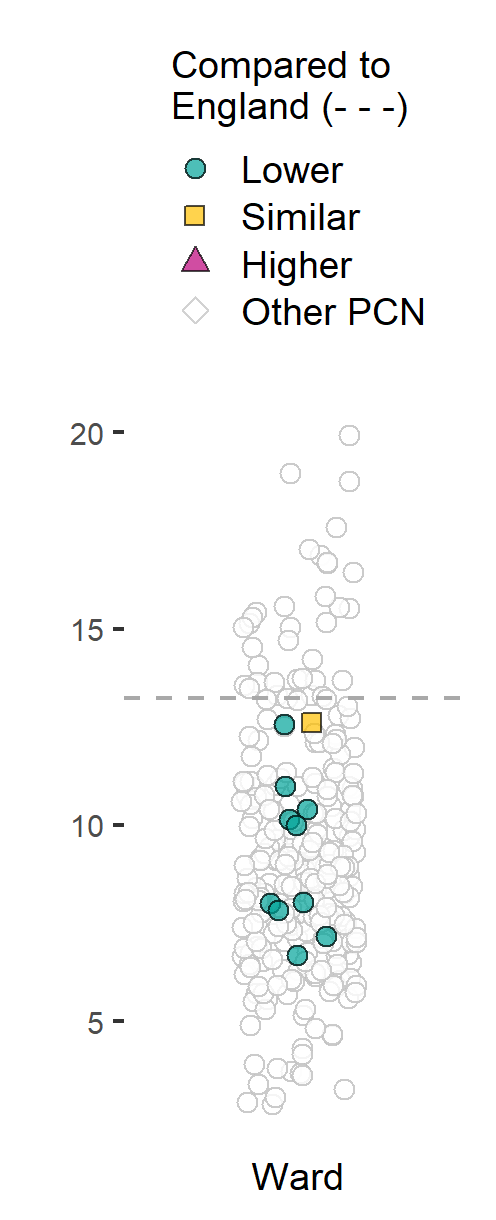 Compared to
England (- - -)
Lower
Similar
Higher
Other PCN
20
15
10
5
Ward